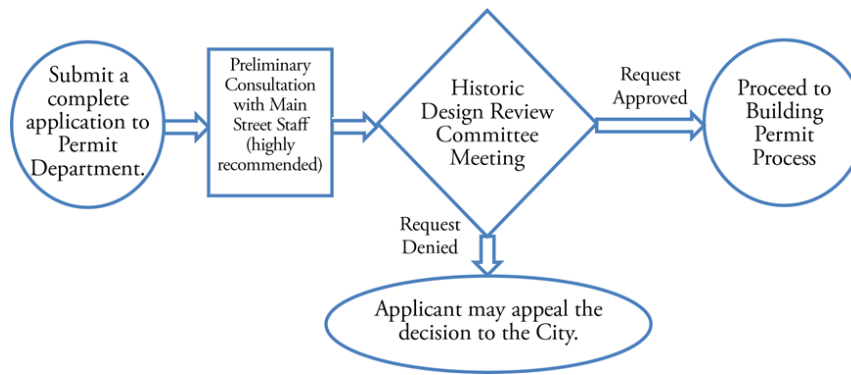 Submit a
complete
application to
Permit
Department.
Preliminary
Consultation
with Main
Street Staff
(highly
recommended)
Historic
Design Review
Committee
Meeting
Request
Approved
Proceed to
Building
Permit
Process
Request
Denied
Applicant may appeal the
decision to the City.